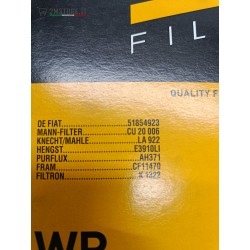 FIL
QUALITY F
OE FIAT.....................51854923
MANN-FILTER...........CU 20 006
KNECHT/MAHLE...............LA 922
HENGST.....................E3910LI
PURFLUX.....................AH371
FRAM.....................CF11470
FILTRON.....................K 1322
WP